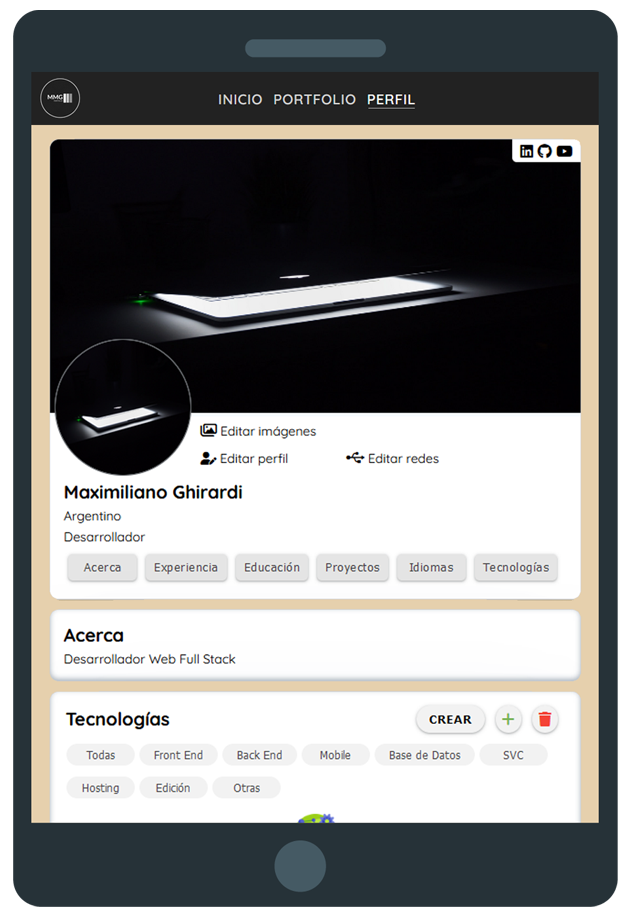 MMG
INICIO PORTFOLIO PERFIL
Editar imágenes
Editar perfil
Editar redes
Maximiliano Ghirardi
Argentino
Desarrollador
Acerca Experiencia Educación Proyectos Idiomas Tecnologías
Acerca
Desarrollador Web Full Stack
Tecnologías
CREAR
Todas Front End Back End Mobile Base de Datos SVC
Hosting Edición Otras